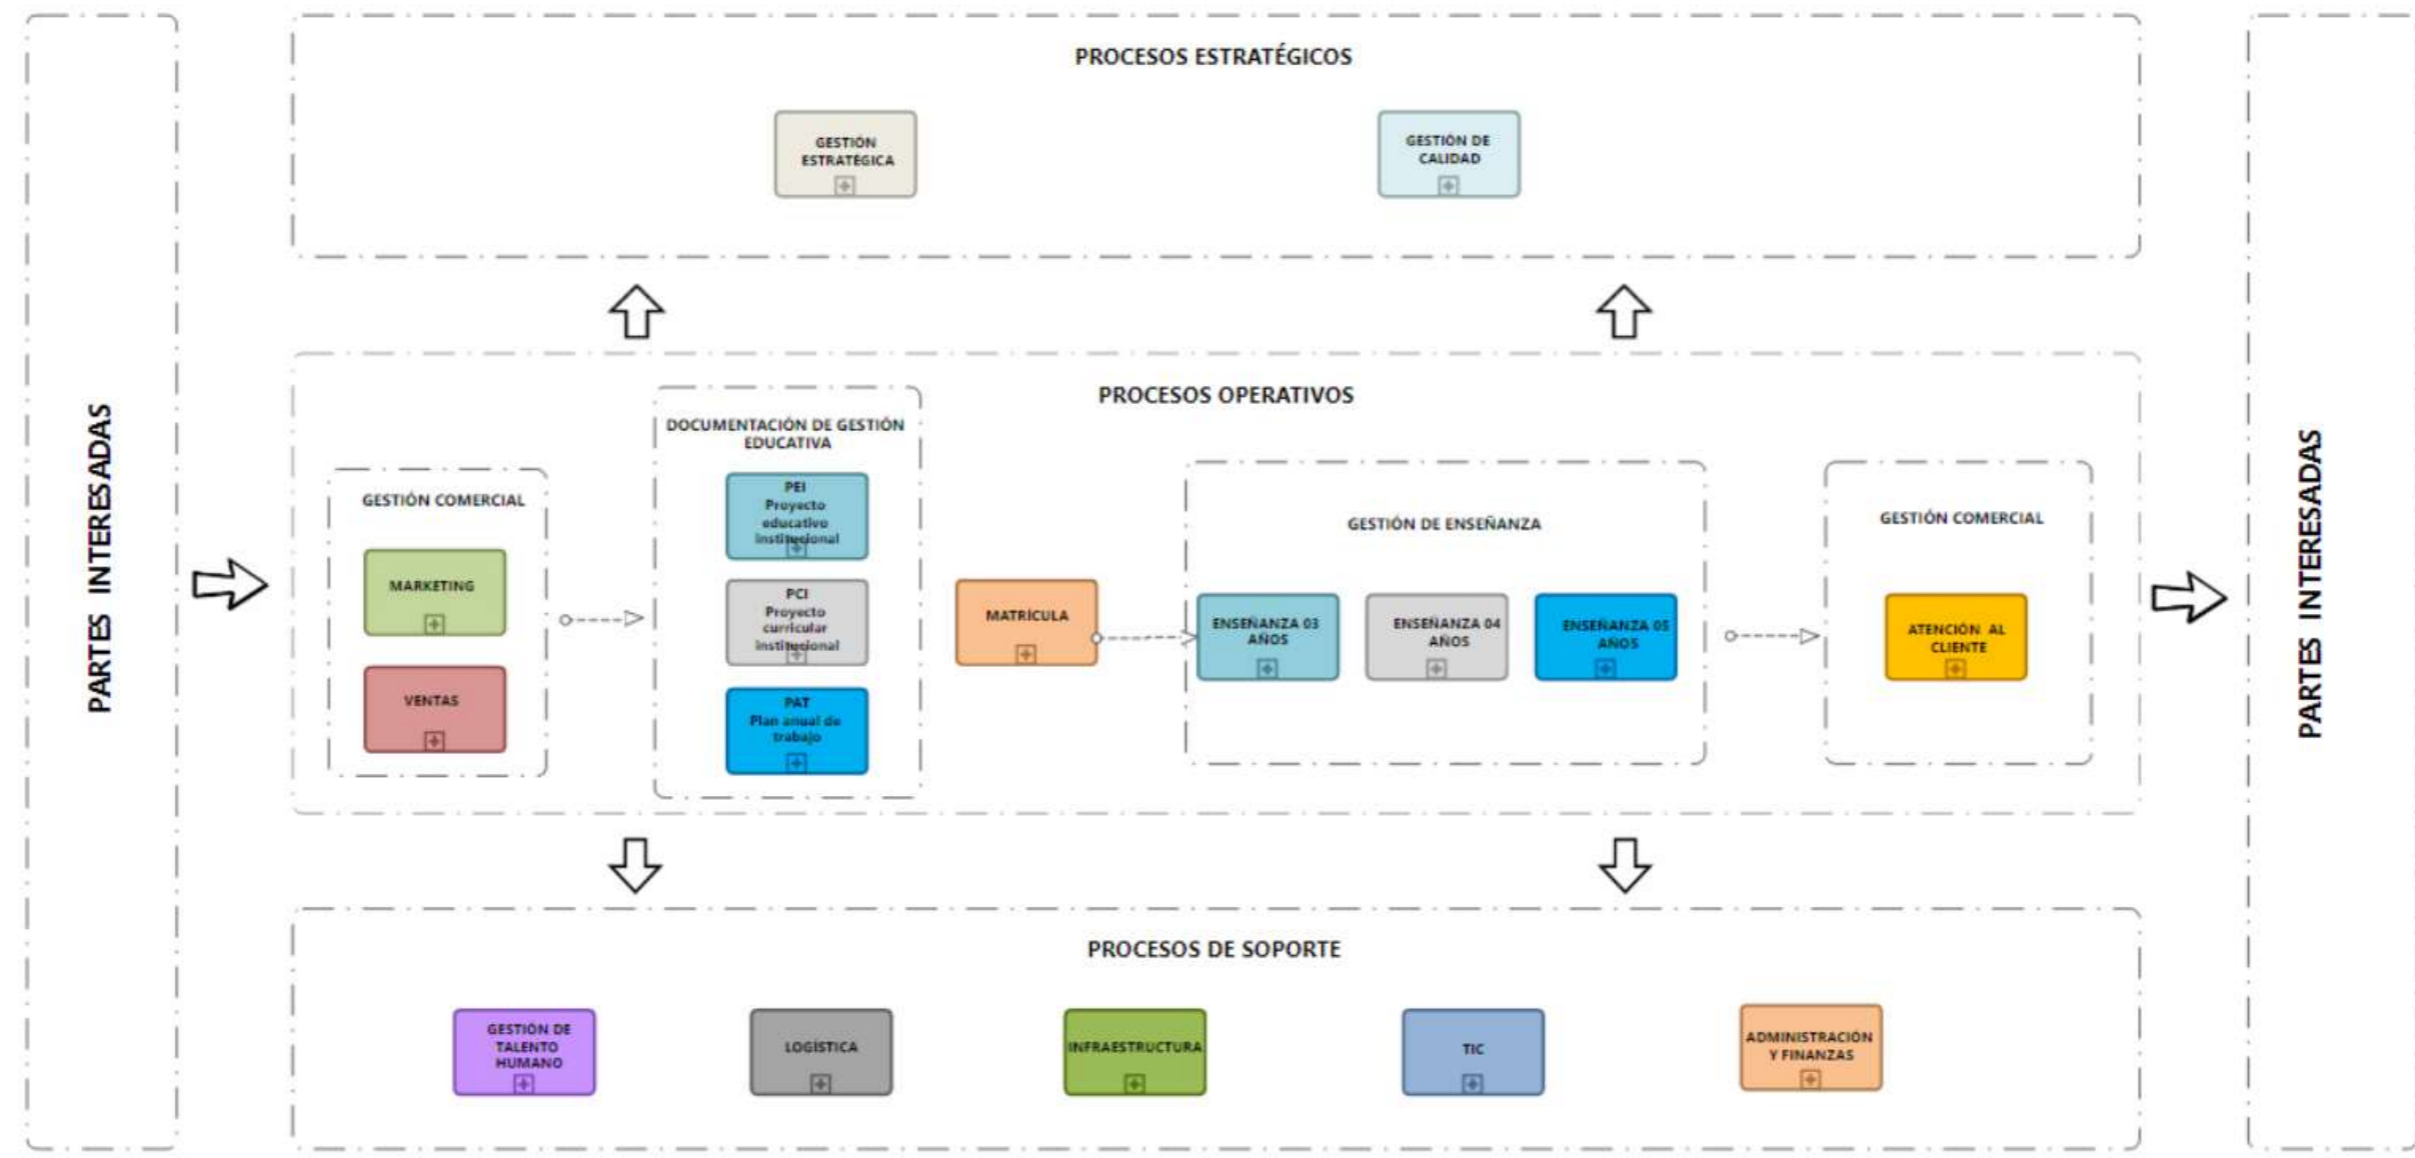 PARTES INTERESADAS
PROCESOS ESTRATÉGICOS
GESTIÓN
ESTRATÉGICA
GESTIÓN DE
CALIDAD
PROCESOS OPERATIVOS
GESTIÓN COMERCIAL
MARKETING
VENTAS
DOCUMENTACIÓN DE GESTIÓN
EDUCATIVA
PEI
Proyecto
educativo
institucional
PCI
Proyecto
curricular
institucional
PAT
Plan anual de
trabajo
MATRÍCULA
GESTIÓN DE ENSEÑANZA
ENSEÑANZA 03
AÑOS
ENSEÑANZA 04
AÑOS
ENSEÑANZA 05
AÑOS
GESTIÓN COMERCIAL
ATENCIÓN AL
CLIENTE
PROCESOS DE SOPORTE
GESTIÓN DE
TALENTO
HUMANO
LOGÍSTICA
INFRAESTRUCTURA
TIC
ADMINISTRACIÓN
Y FINANZAS
PARTES INTERESADAS